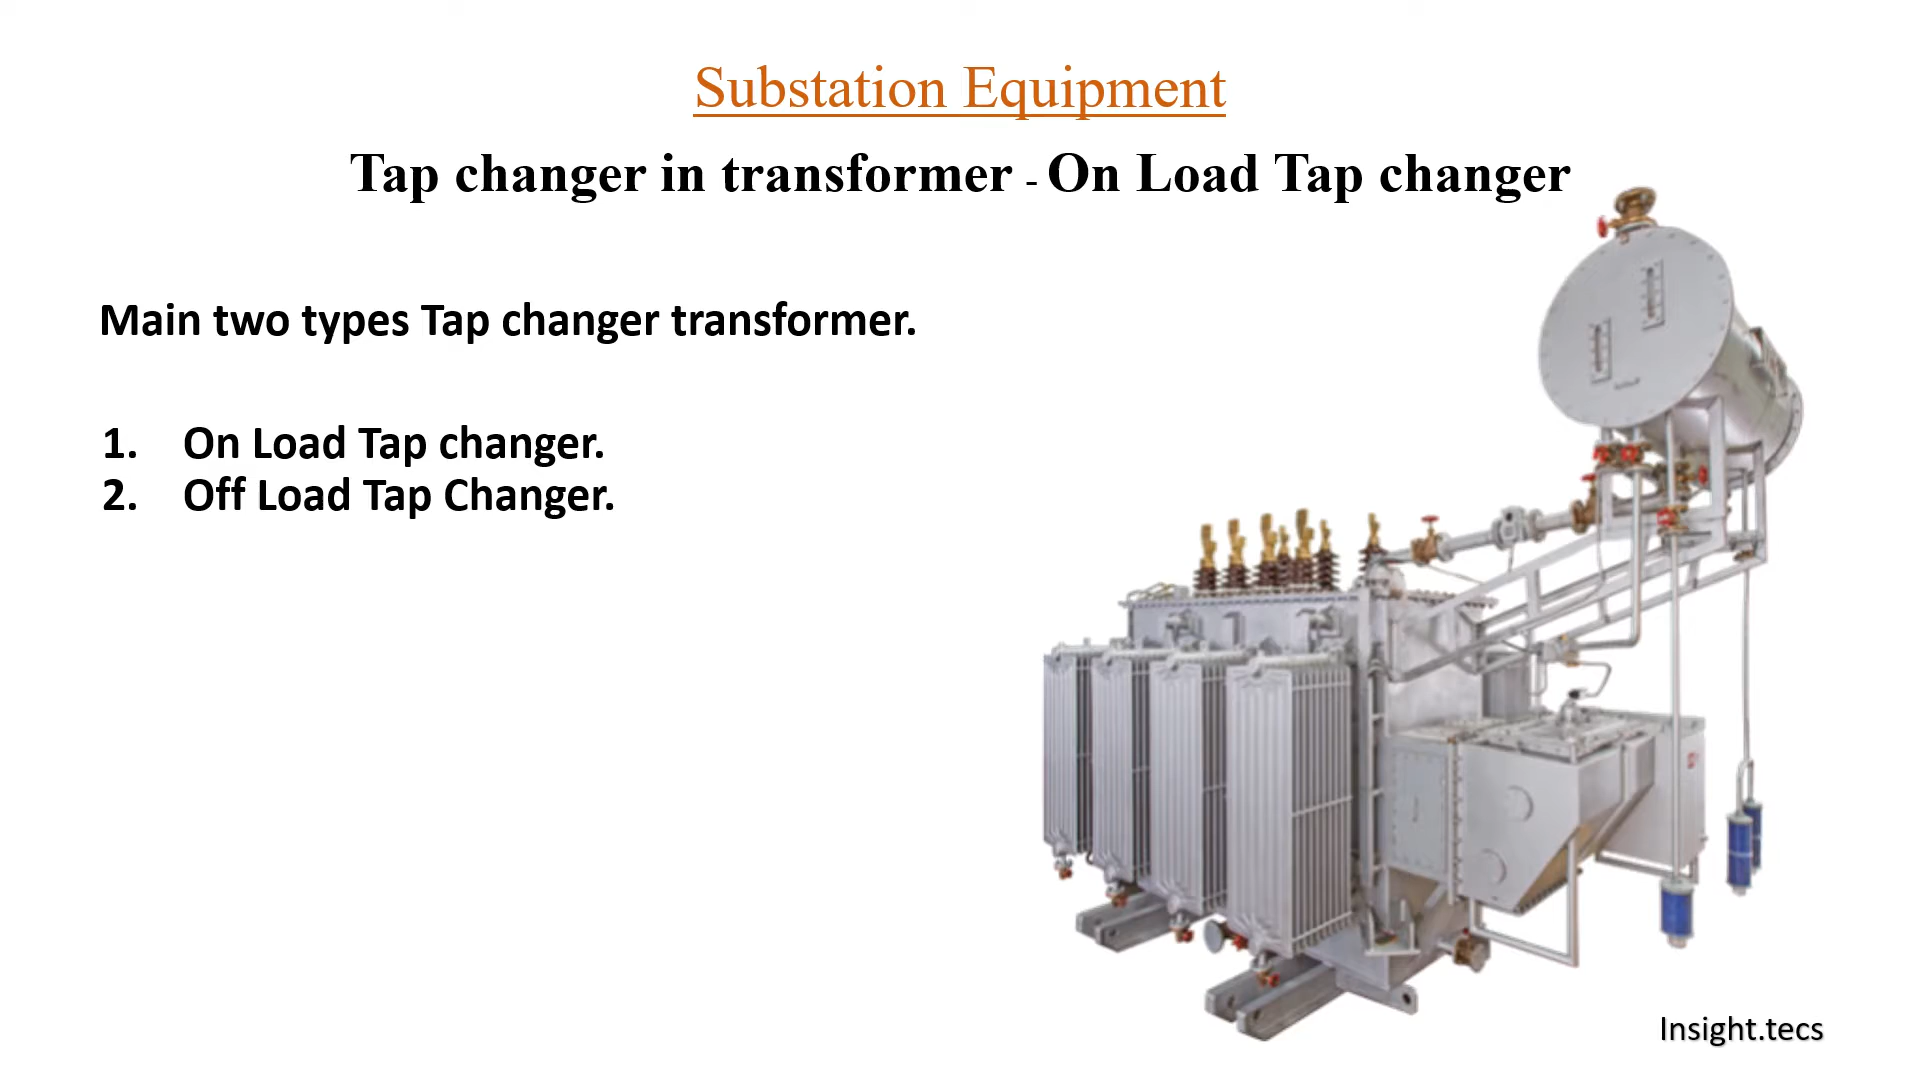 Substation Equipment
Tap changer in transformer - On Load Tap changer
Main two types Tap changer transformer.
1. On Load Tap changer.
2. Off Load Tap Changer.
Insight.tecs